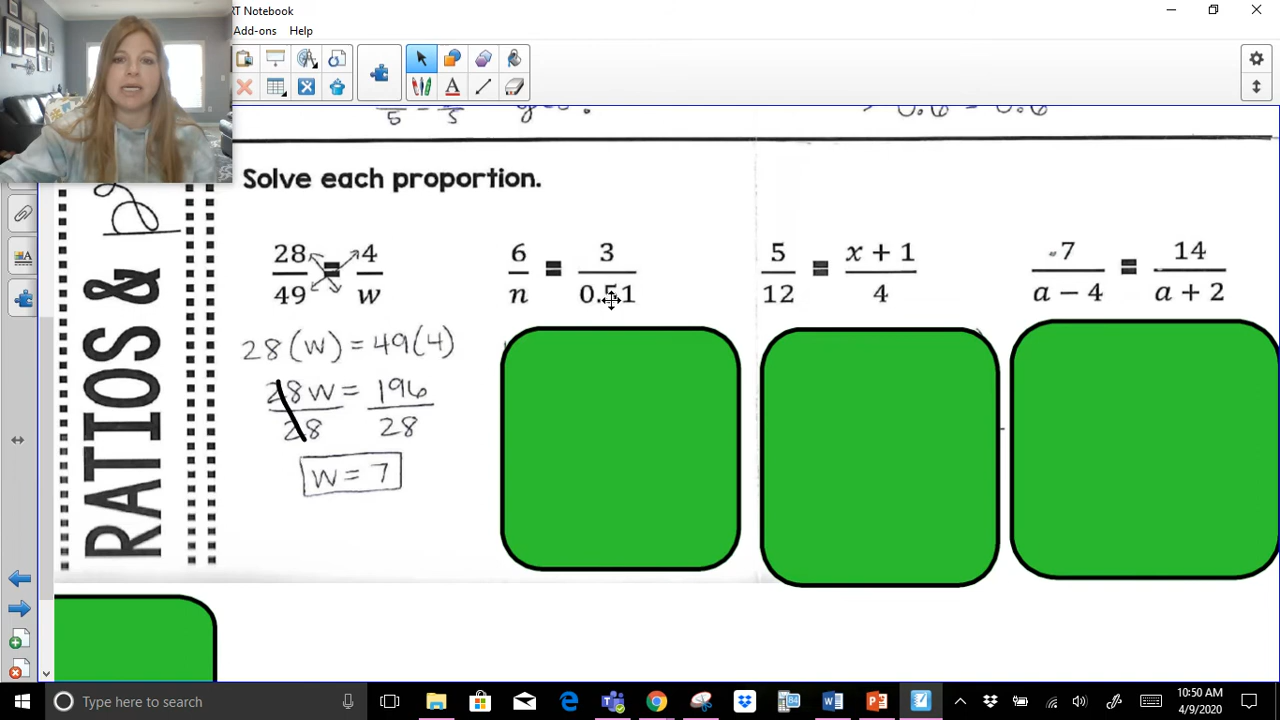 RT Notebook
Add-ons Help
Solve each proportion.
RATIOS &
28/49 = 4/w
28(w) = 49(4)
28w/28 = 196/28
w = 7
6/n = 3/0.51
5/12 = x + 1/4
7/a − 4 = 14/a + 2
Type here to search
10:50 AM
4/9/2020